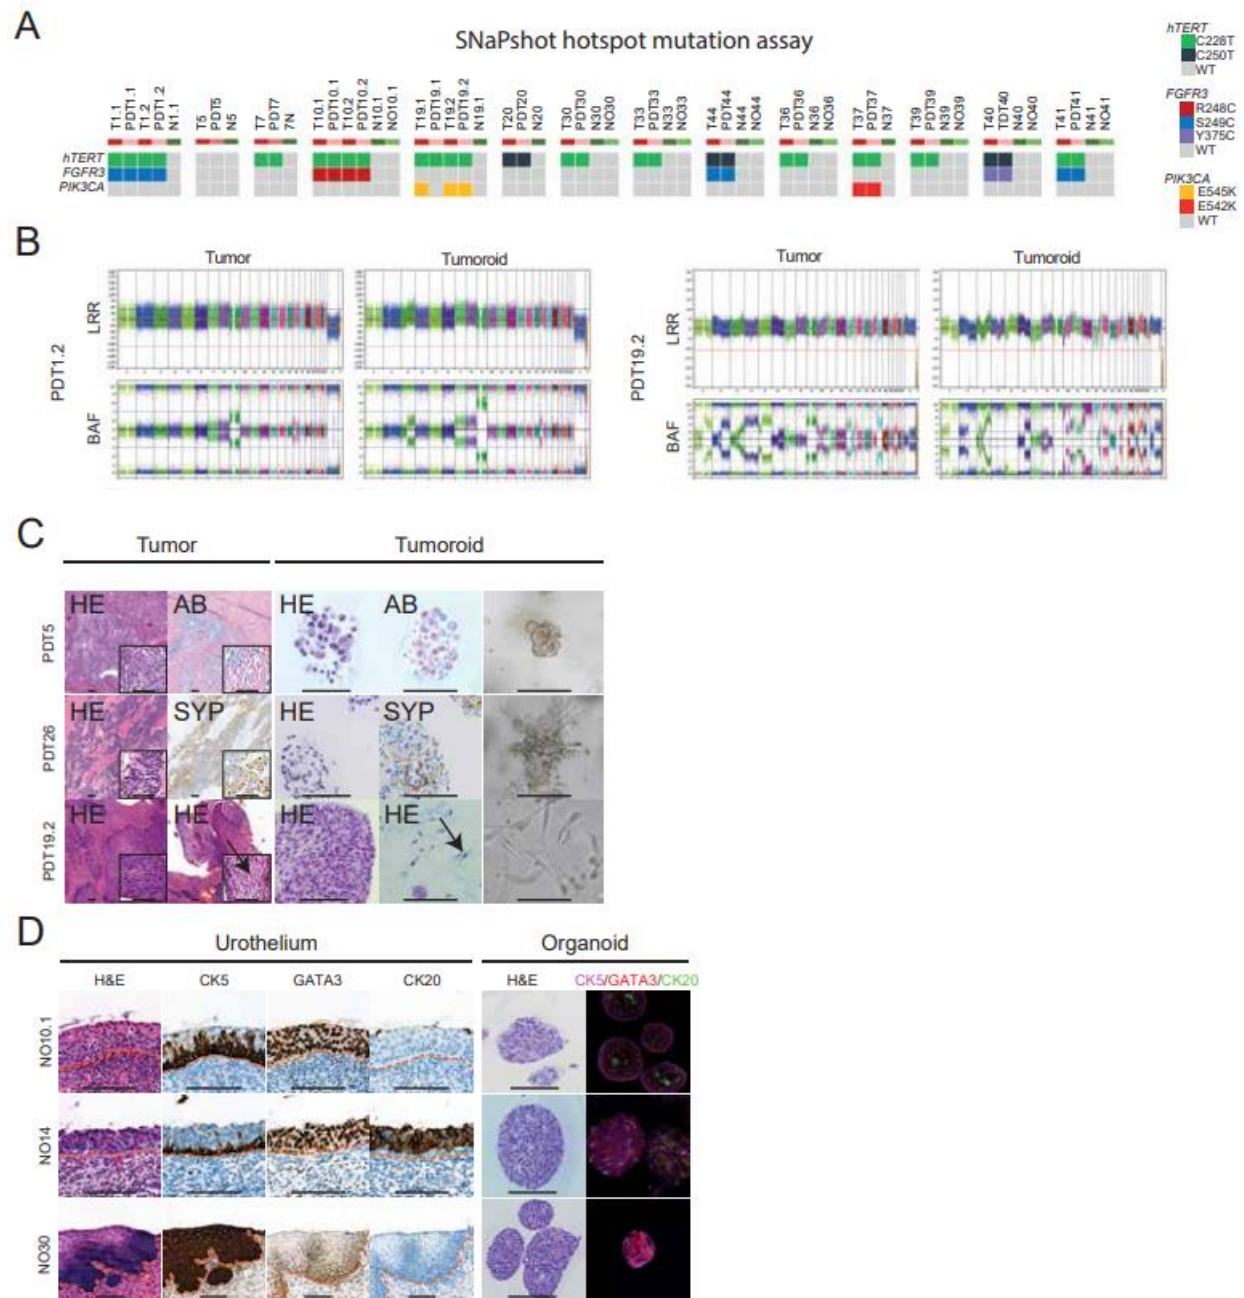 A
SNaPshot hotspot mutation assay
T1.1 PDT1.1 T1.2 PDT1.2 N1.1 T5 PDT5 N5 T7 PDT7 7N T10.1 PDT10.1 T10.2 PDT10.2 N10.1 NO10.1 T19.1 PDT19.1 T19.2 PDT19.2 N19.1 T20 PDT20 N20 T30 PDT30 N30 NO30 T33 PDT33 N33 NO33 T44 PDT44 N44 NO44 T36 PDT36 N36 NO36 T37 PDT37 N37 T39 PDT39 N39 NO39 T40 TDT40 N40 NO40 T41 PDT41 N41 NO41
hTERT
FGFR3
PIK3CA
hTERT
C228T
C250T
WT
FGFR3
R248C
S249C
Y375C
WT
PIK3CA
E545K
E542K
WT
B
Tumor Tumoroid Tumor Tumoroid
PDT1.2 LRR PDT19.2 LRR
BAF BAF
C
Tumor Tumoroid
PDT5 HE AB HE AB
PDT26 HE SYP HE SYP
PDT19.2 HE HE HE HE
D
Urothelium Organoid
H&E CK5 GATA3 CK20 H&E CK5/GATA3/CK20
NO10.1
NO14
NO30